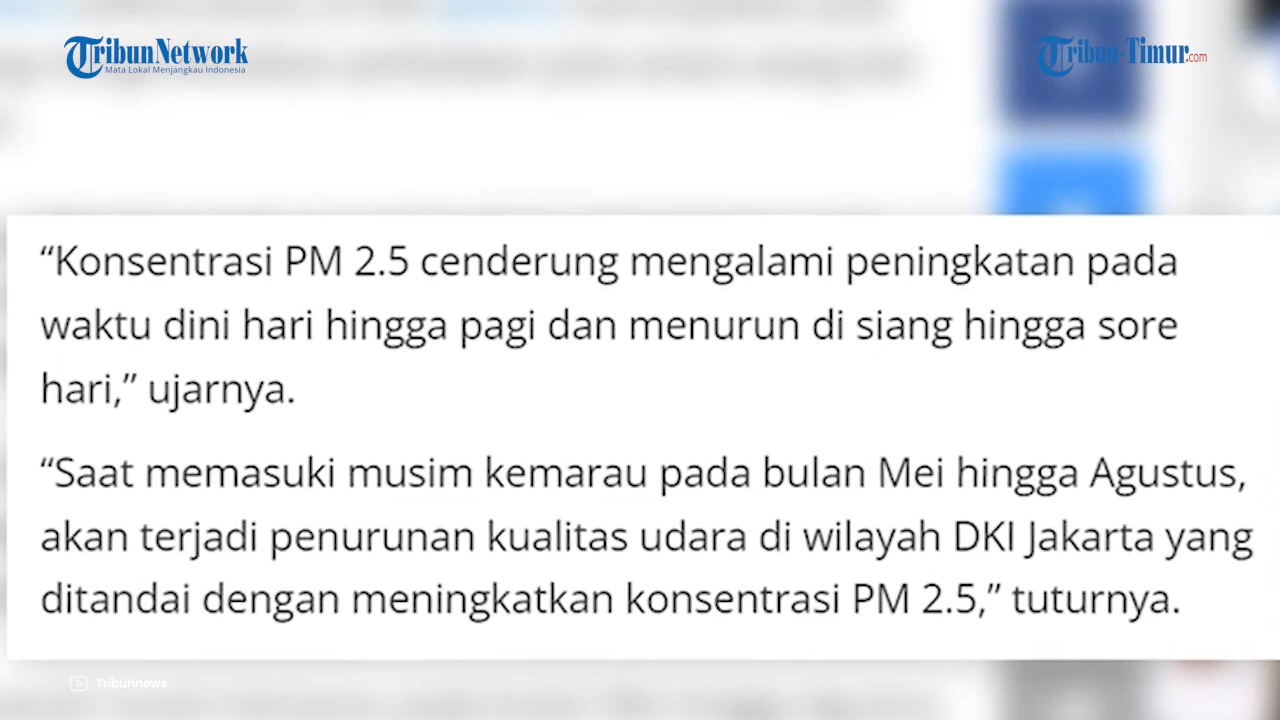 TribunNetwork
Mata Lokal Menjangkau Indonesia
Tribun-Timur.com
“Konsentrasi PM 2.5 cenderung mengalami peningkatan pada
waktu dini hari hingga pagi dan menurun di siang hingga sore
hari,” ujarnya.
“Saat memasuki musim kemarau pada bulan Mei hingga Agustus,
akan terjadi penurunan kualitas udara di wilayah DKI Jakarta yang
ditandai dengan meningkatkan konsentrasi PM 2.5,” tuturnya.
Tribunnews